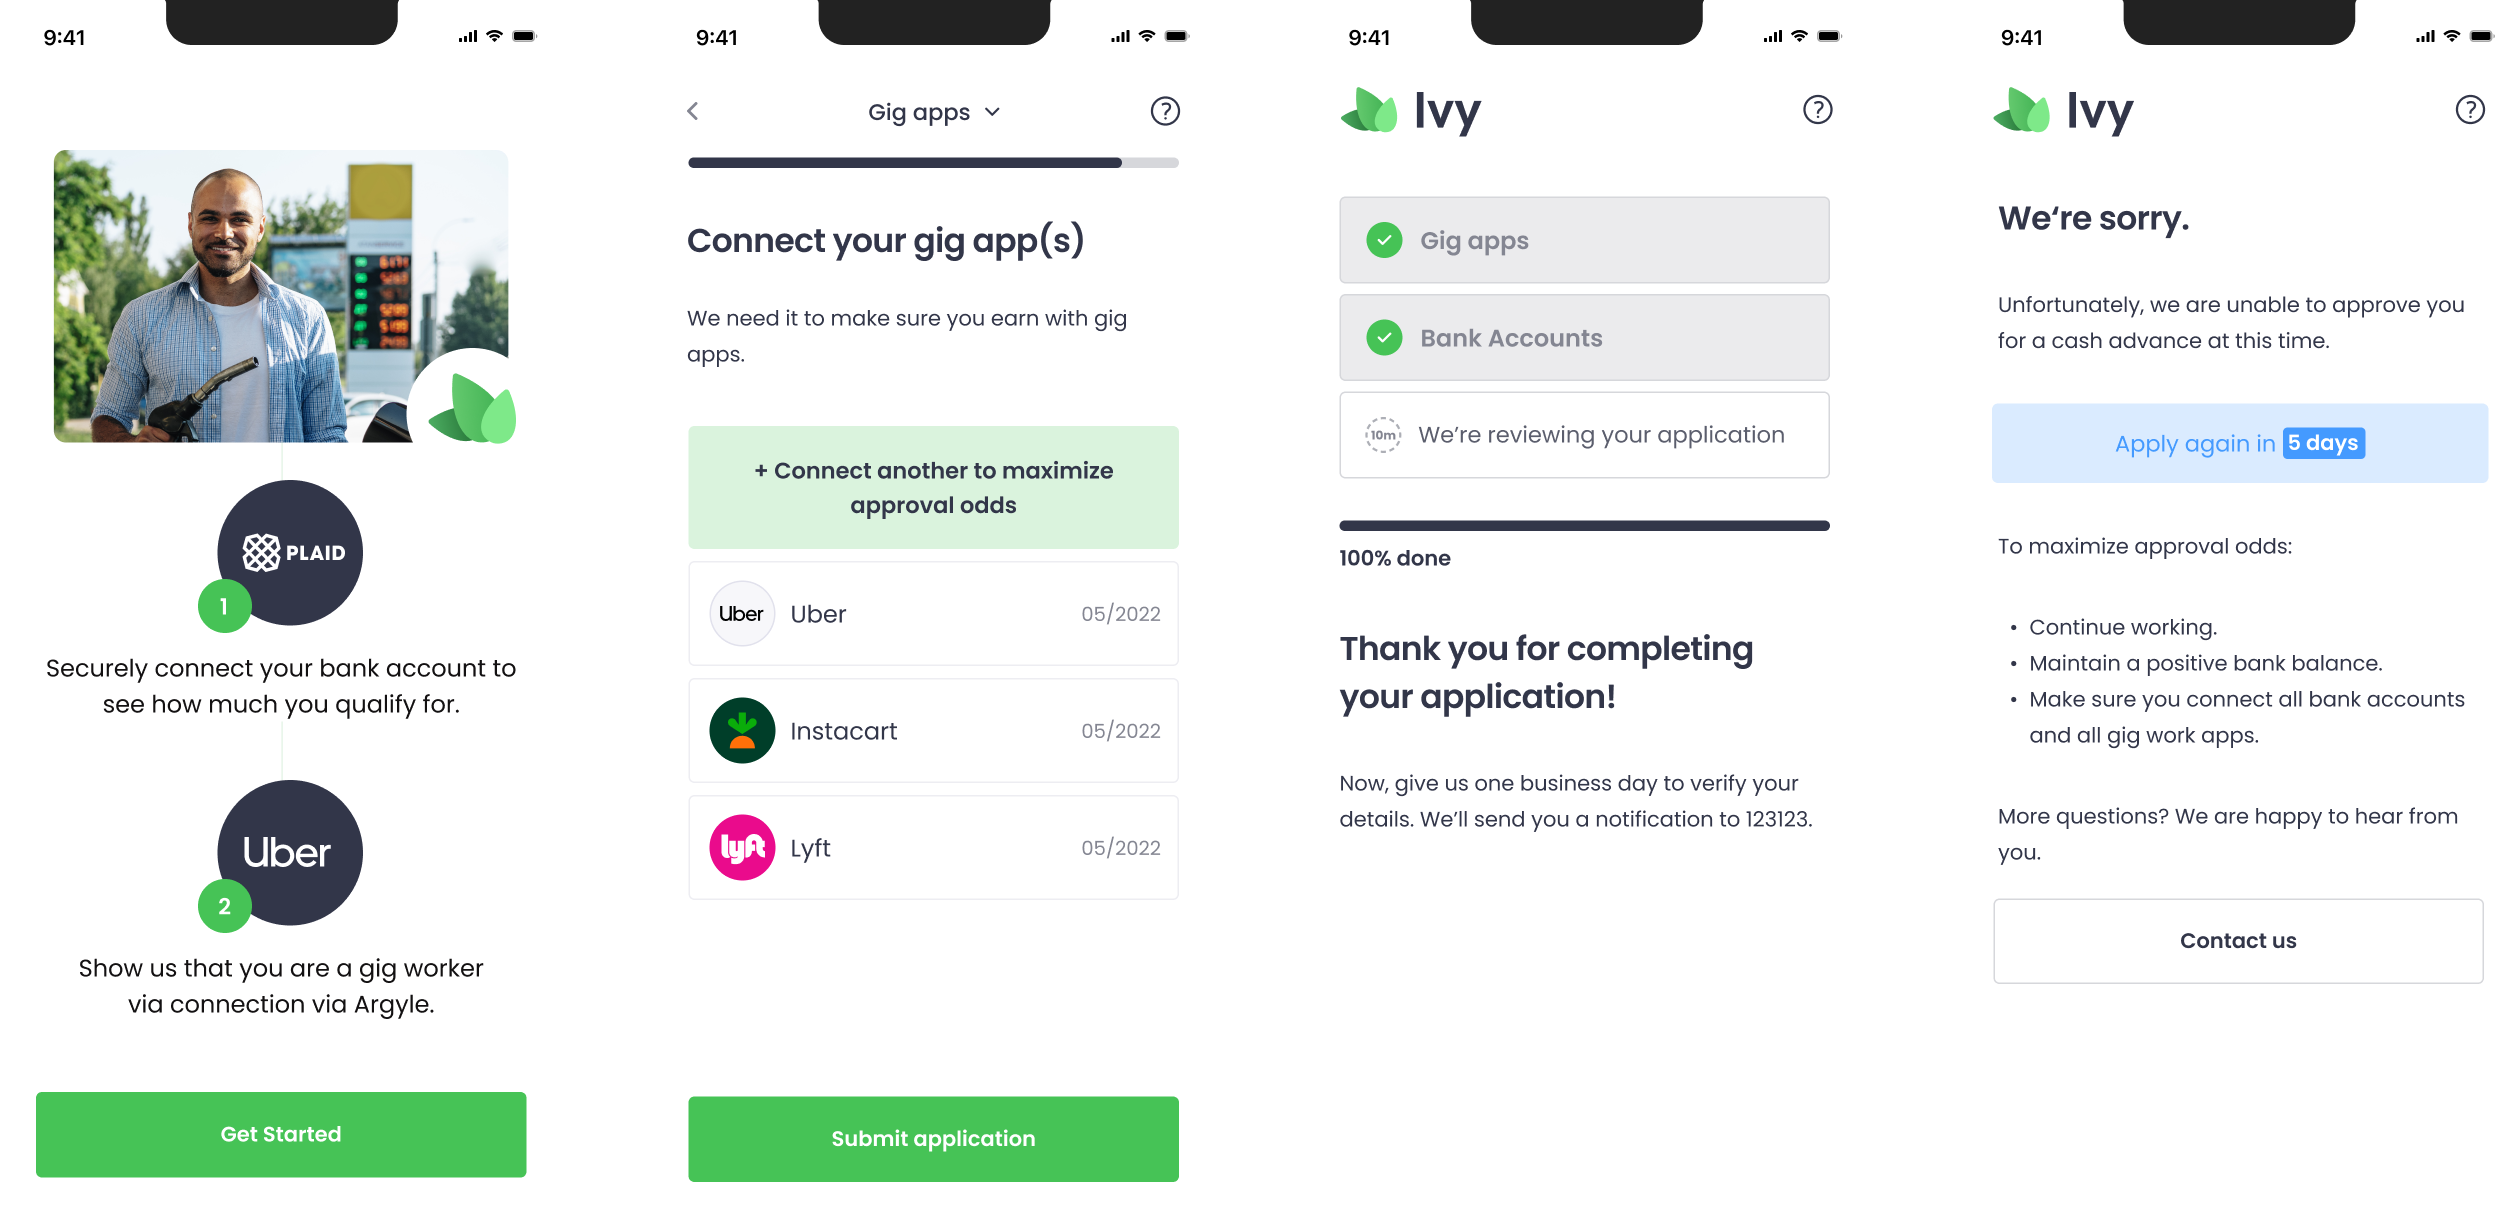 9:41
PLAID
1
Securely connect your bank account to
see how much you qualify for.
Uber
2
Show us that you are a gig worker
via connection via Argyle.
Get Started
9:41
Gig apps
?
Connect your gig app(s)
We need it to make sure you earn with gig
apps.
+ Connect another to maximize
approval odds
Uber Uber 05/2022
Instacart 05/2022
lyft Lyft 05/2022
Submit application
9:41
Ivy
?
Gig apps
Bank Accounts
10m We’re reviewing your application
100% done
Thank you for completing
your application!
Now, give us one business day to verify your
details. We’ll send you a notification to 123123.
9:41
Ivy
?
We‘re sorry.
Unfortunately, we are unable to approve you
for a cash advance at this time.
Apply again in 5 days
To maximize approval odds:
• Continue working.
• Maintain a positive bank balance.
• Make sure you connect all bank accounts
and all gig work apps.
More questions? We are happy to hear from
you.
Contact us